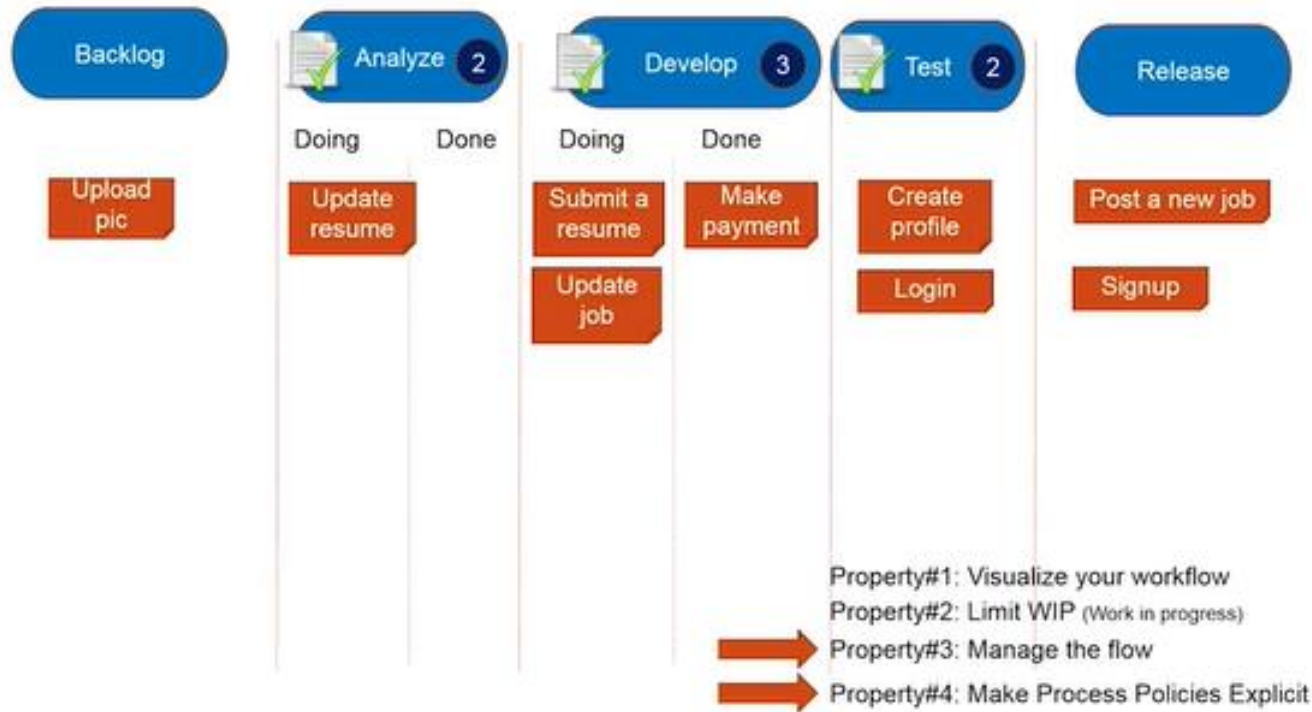 Backlog
Analyze 2
Develop 3
Test 2
Release
Doing Done Doing Done
Upload
pic
Update
resume
Submit a
resume
Update
job
Make
payment
Create
profile
Login
Post a new job
Signup
Property#1: Visualize your workflow
Property#2: Limit WIP (Work in progress)
Property#3: Manage the flow
Property#4: Make Process Policies Explicit